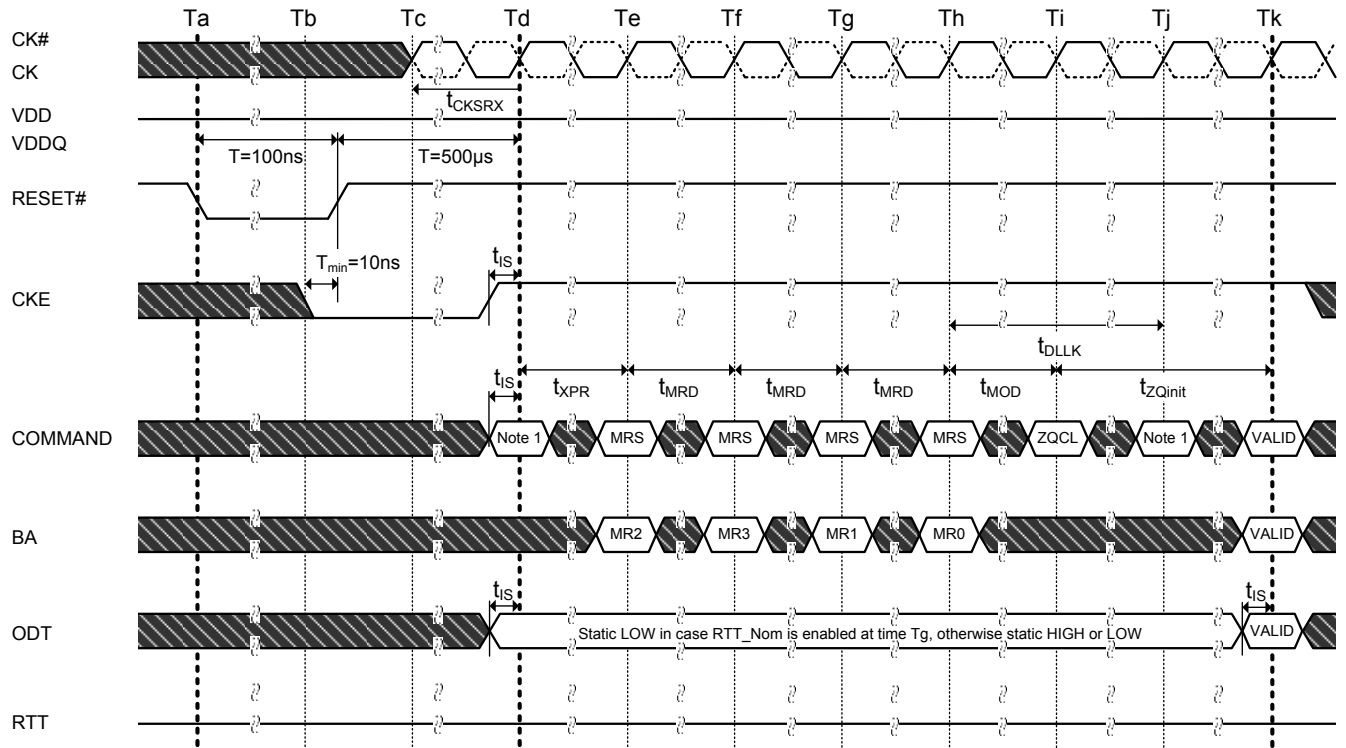 Ta Tb Tc Td Te Tf Tg Th Ti Tj Tk
CK#
CK
tCKSRX
VDD
VDDQ
T=100ns T=500µs
RESET#
Tmin=10ns
tIS
CKE
tDLLK
tIS tXPR tMRD tMRD tMRD tMOD tZQinit
COMMAND Note 1 MRS MRS MRS MRS ZQCL Note 1 VALID
BA MR2 MR3 MR1 MR0 VALID
tIS tIS
ODT Static LOW in case RTT_Nom is enabled at time Tg, otherwise static HIGH or LOW VALID
RTT